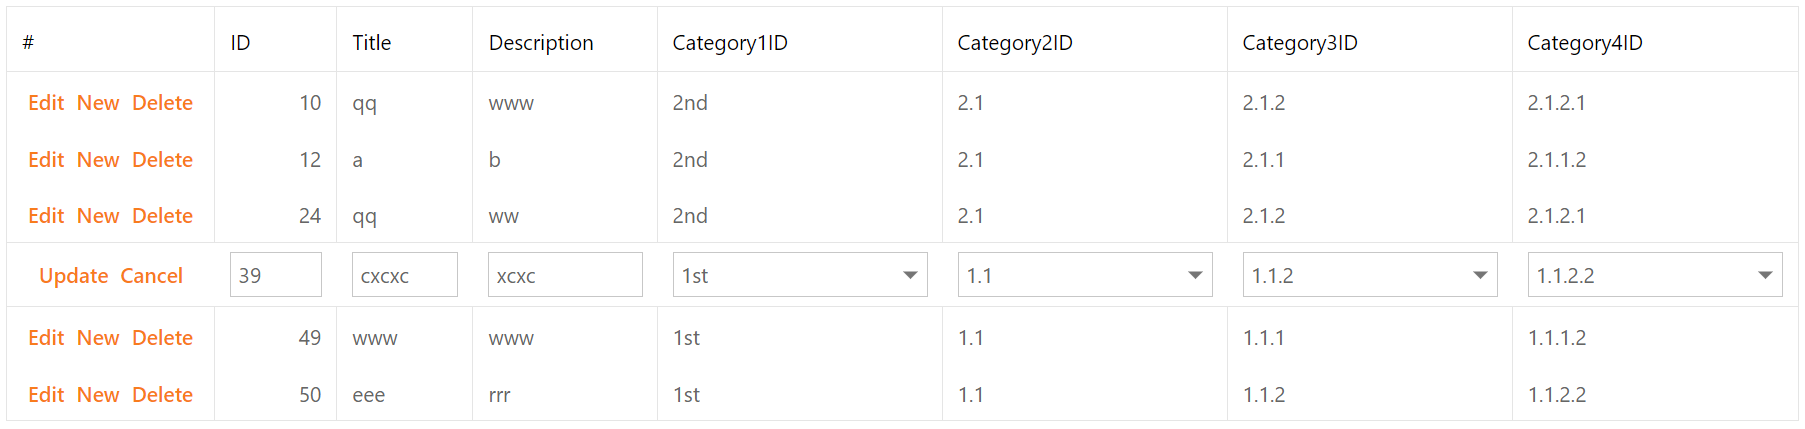 # ID Title Description Category1ID Category2ID Category3ID Category4ID
Edit New Delete 10 qq www 2nd 2.1 2.1.2 2.1.2.1
Edit New Delete 12 a b 2nd 2.1 2.1.1 2.1.1.2
Edit New Delete 24 qq ww 2nd 2.1 2.1.2 2.1.2.1
Update Cancel 39 cxcxc xcxc 1st 1.1 1.1.2 1.1.2.2
Edit New Delete 49 www www 1st 1.1 1.1.1 1.1.1.2
Edit New Delete 50 eee rrr 1st 1.1 1.1.2 1.1.2.2